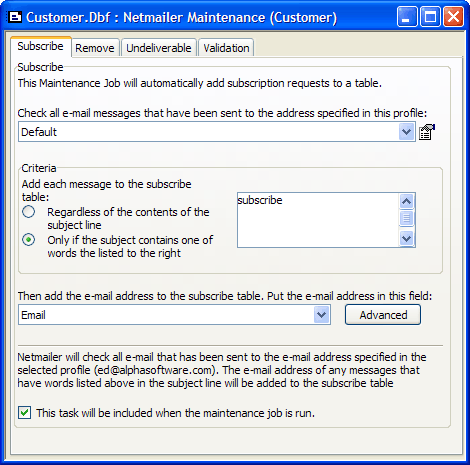 Customer.Dbf : Netmailer Maintenance (Customer)
Subscribe Remove Undeliverable Validation
Subscribe
This Maintenance Job will automatically add subscription requests to a table.
Check all e-mail messages that have been sent to the address specified in this profile:
Default
Criteria
Add each message to the subscribe
table:
Regardless of the contents of the
subject line
Only if the subject contains one of
words the listed to the right
subscribe
Then add the e-mail address to the subscribe table. Put the e-mail address in this field:
Email
Advanced
Netmailer will check all e-mail that has been sent to the e-mail address specified in the
selected profile (ed@alphasoftware.com). The e-mail address of any messages that
have words listed above in the subject line will be added to the subscribe table
This task will be included when the maintenance job is run.